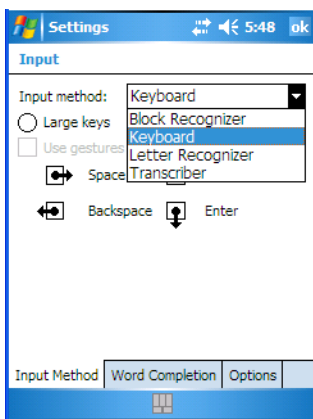 Settings 5:48 ok
Input
Input method: Keyboard
Block Recognizer
Large keys
Keyboard
Use gestures
Letter Recognizer
Space Transcriber
Backspace Enter
Input Method Word Completion Options